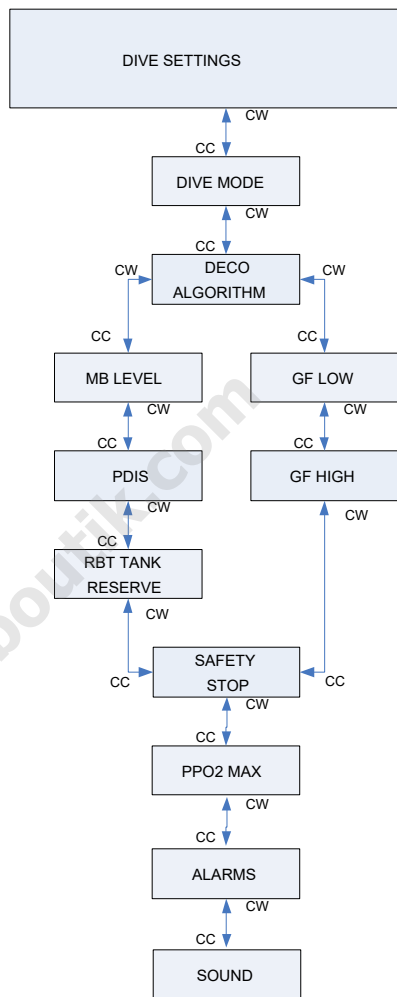 DIVE SETTINGS
CW
CC
DIVE MODE
CW
CC
DECO
ALGORITHM
CW
CW
CC
CC
MB LEVEL
GF LOW
CW
CW
CC
CC
PDIS
GF HIGH
CW
CW
CC
RBT TANK
RESERVE
CW
SAFETY
STOP
CC
CC
CW
CC
PPO2 MAX
CW
CC
ALARMS
CW
CC
SOUND
boutik.com